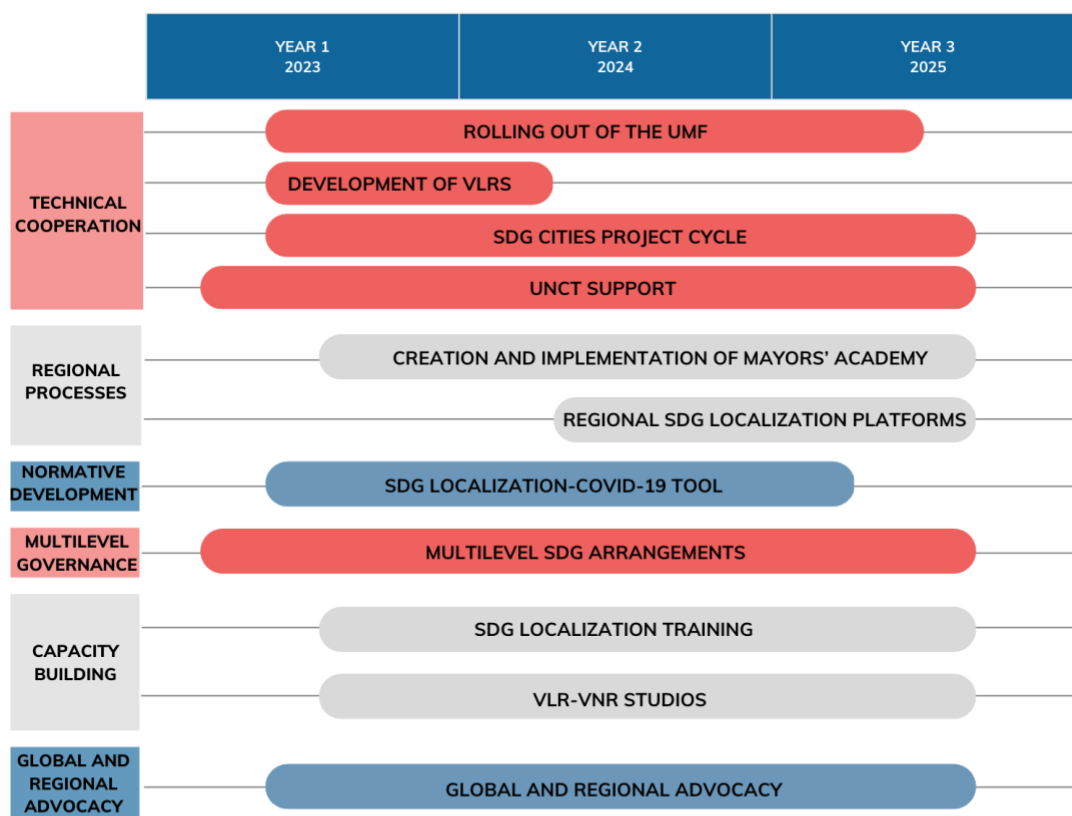 YEAR 1
2023
YEAR 2
2024
YEAR 3
2025
TECHNICAL
COOPERATION
ROLLING OUT OF THE UMF
DEVELOPMENT OF VLRS
SDG CITIES PROJECT CYCLE
UNCT SUPPORT
REGIONAL
PROCESSES
CREATION AND IMPLEMENTATION OF MAYORS’ ACADEMY
REGIONAL SDG LOCALIZATION PLATFORMS
NORMATIVE
DEVELOPMENT
SDG LOCALIZATION-COVID-19 TOOL
MULTILEVEL
GOVERNANCE
MULTILEVEL SDG ARRANGEMENTS
CAPACITY
BUILDING
SDG LOCALIZATION TRAINING
VLR-VNR STUDIOS
GLOBAL AND
REGIONAL
ADVOCACY
GLOBAL AND REGIONAL ADVOCACY